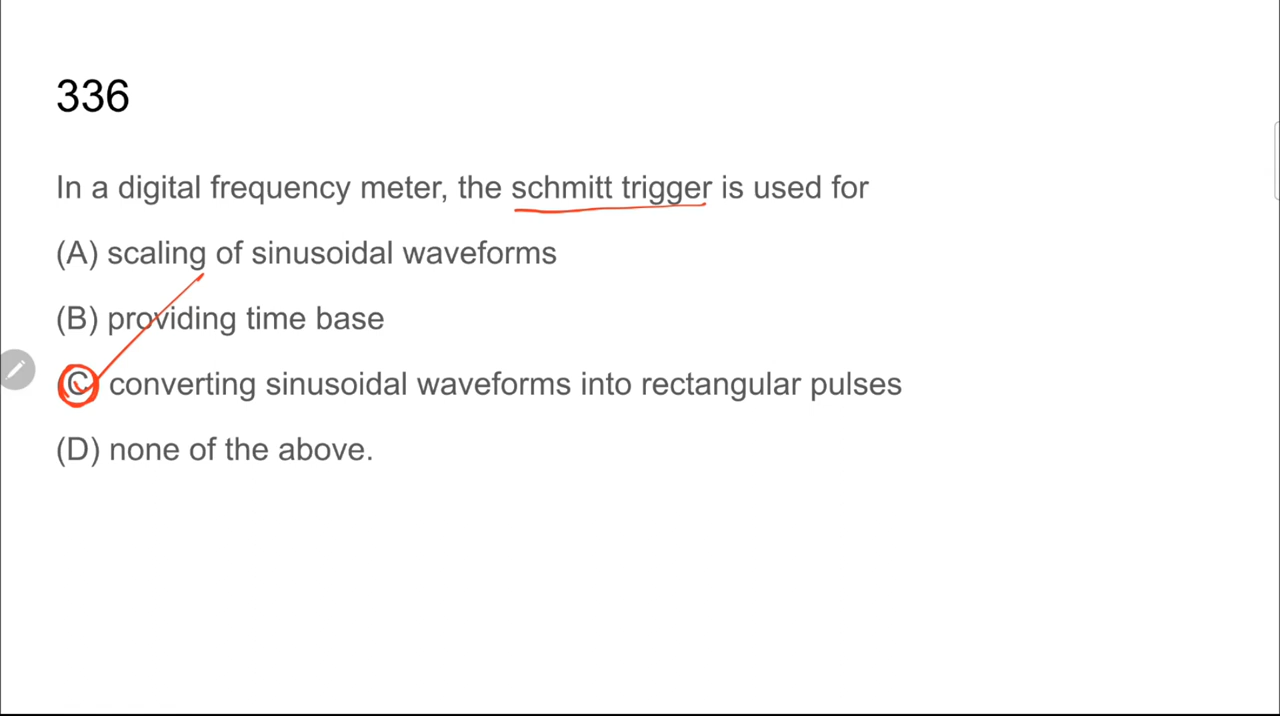 336
In a digital frequency meter, the schmitt trigger is used for
(A) scaling of sinusoidal waveforms
(B) providing time base
(C) converting sinusoidal waveforms into rectangular pulses
(D) none of the above.